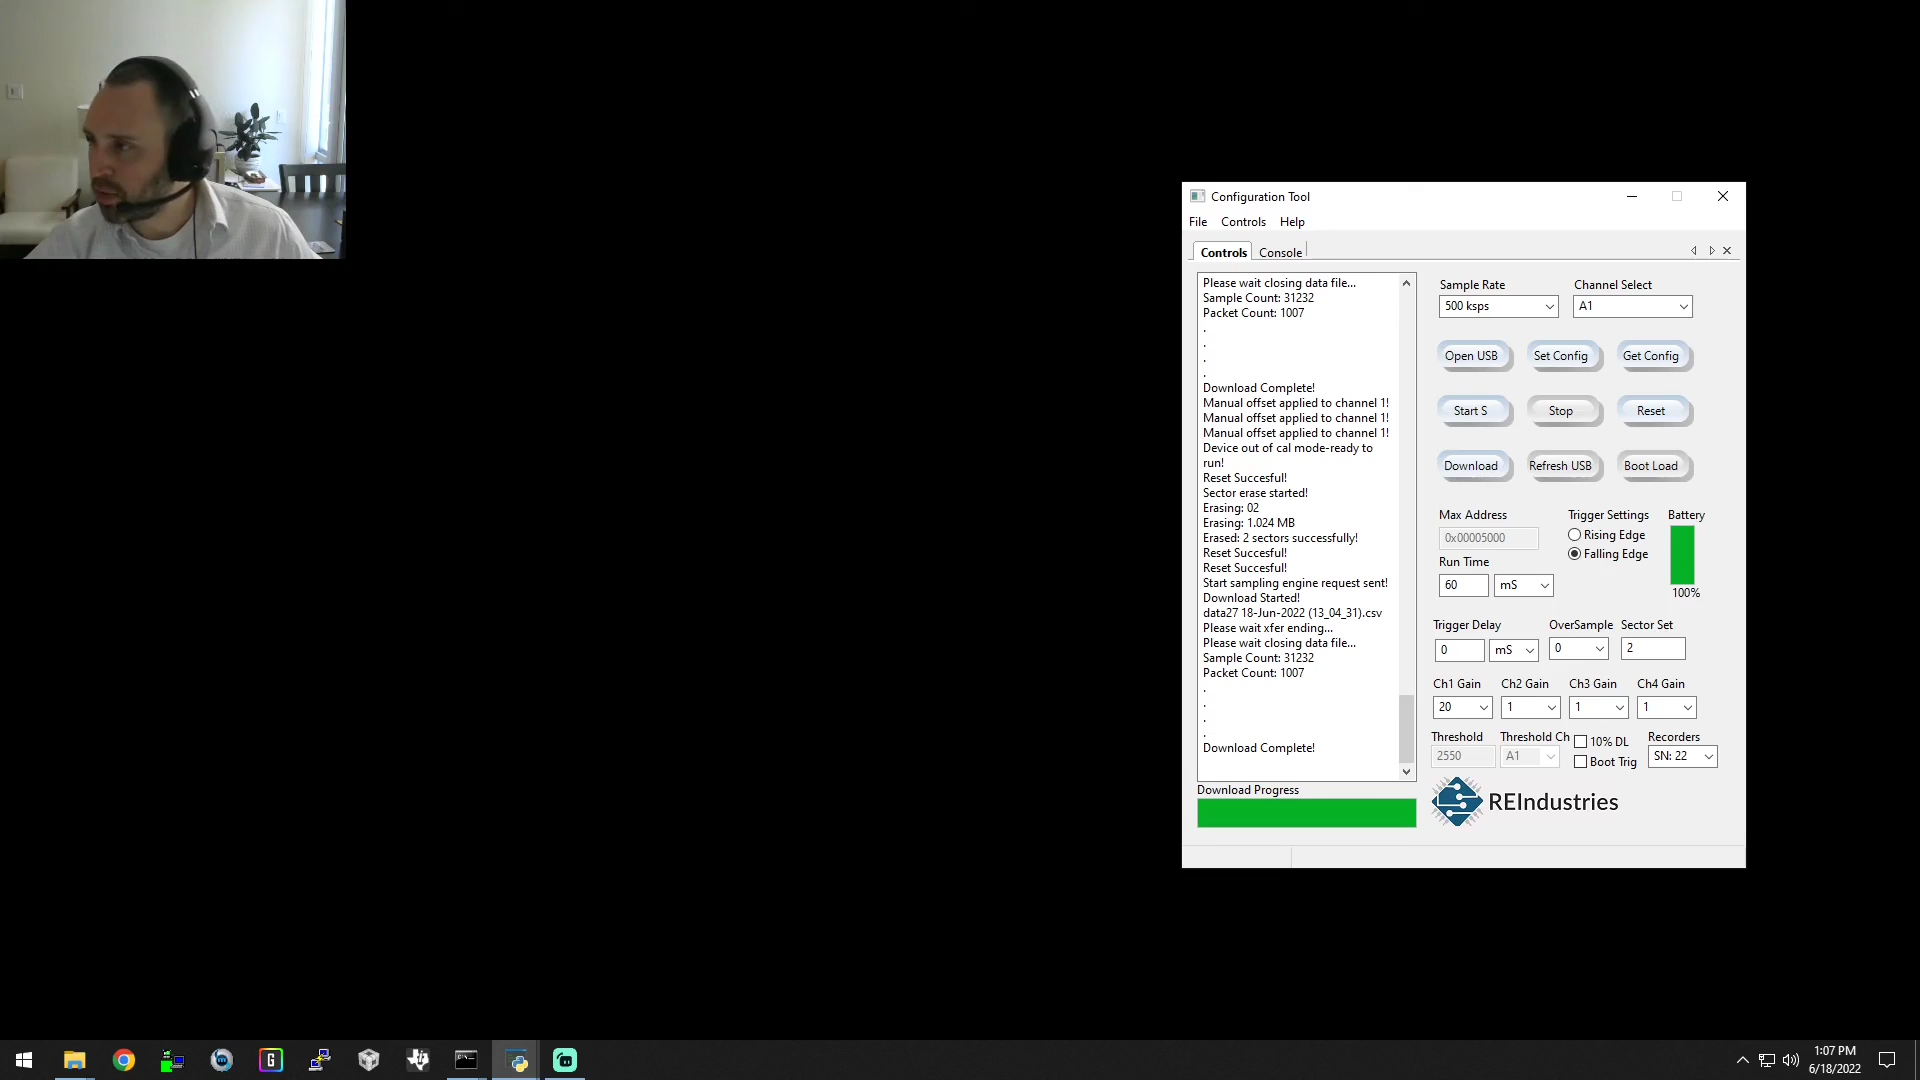 Configuration Tool
File Controls Help
Controls Console
Please wait closing data file...
Sample Count: 31232
Packet Count: 1007
.
.
.
.
Download Complete!
Manual offset applied to channel 1!
Manual offset applied to channel 1!
Manual offset applied to channel 1!
Device out of cal mode-ready to
run!
Reset Succesful!
Sector erase started!
Erasing: 02
Erasing: 1.024 MB
Erased: 2 sectors successfully!
Reset Succesful!
Reset Succesful!
Start sampling engine request sent!
Download Started!
data27 18-Jun-2022 (13_04_31).csv
Please wait xfer ending...
Please wait closing data file...
Sample Count: 31232
Packet Count: 1007
.
.
.
.
Download Complete!
Download Progress
Sample Rate Channel Select
500 ksps A1
Open USB Set Config Get Config
Start S Stop Reset
Download Refresh USB Boot Load
Max Address Trigger Settings Battery
0x00005000 Rising Edge
Run Time Falling Edge
60 mS
100%
Trigger Delay OverSample Sector Set
0 mS 0 2
Ch1 Gain Ch2 Gain Ch3 Gain Ch4 Gain
20 1 1 1
Threshold Threshold Ch 10% DL Recorders
2550 A1 Boot Trig SN: 22
REIndustries
1:07 PM
6/18/2022